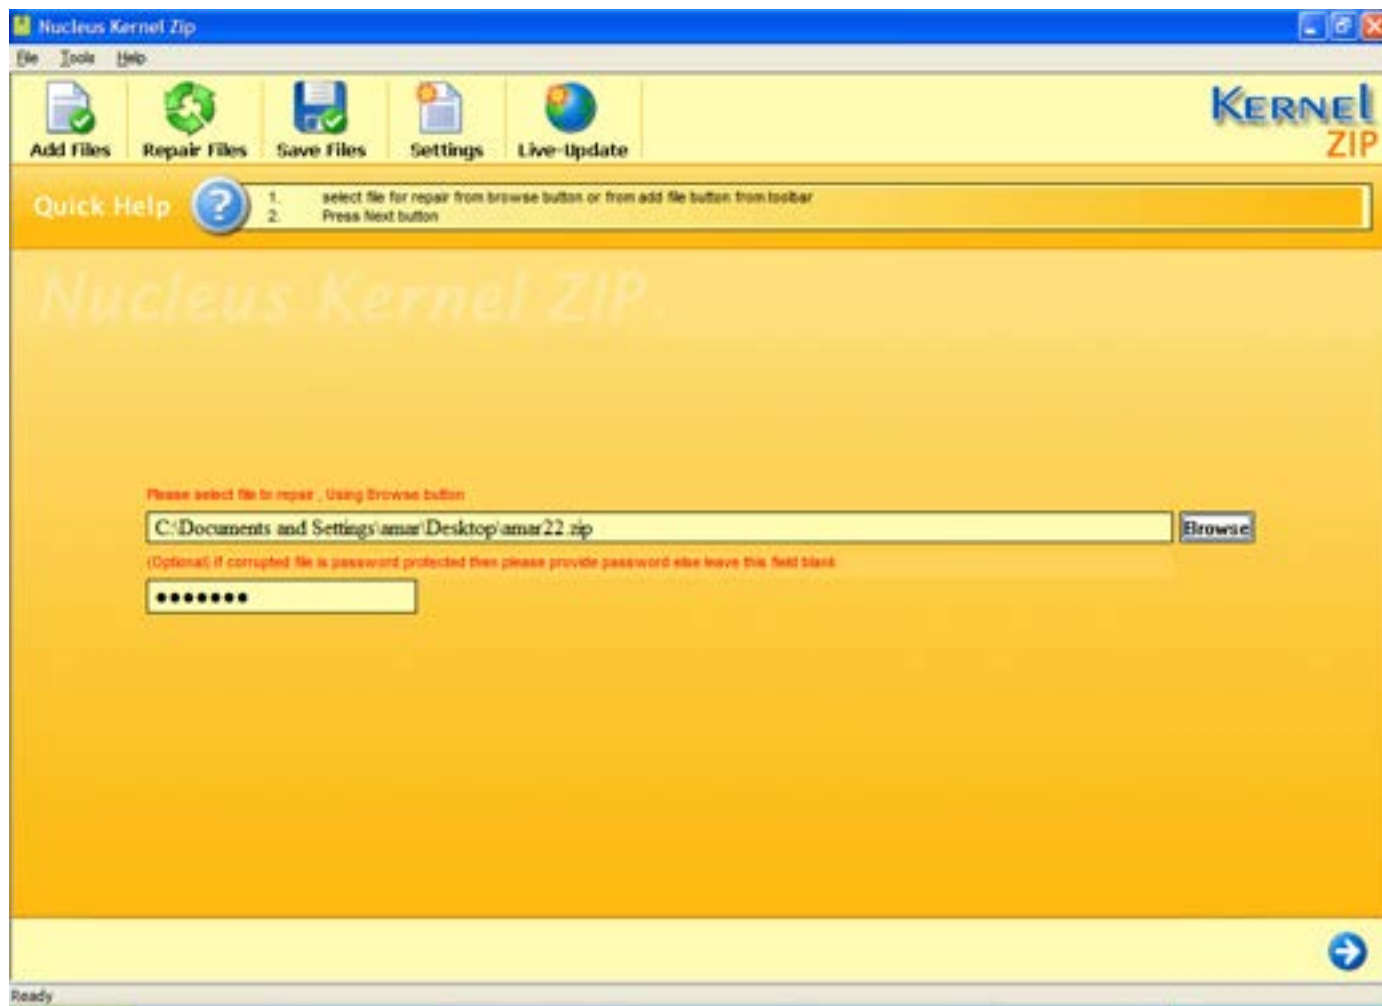 Nucleus Kernel Zip
File Tools Help
Add Files Repair Files Save Files Settings Live-Update
KERNEL
ZIP
Quick Help ?
1. select file for repair from browse button or from add file button from toolbar
2. Press Next button
Nucleus Kernel ZIP
Please select file to repair , Using Browse button
C:\Documents and Settings\amar\Desktop\amar22.zip Browse
(Optional) if corrupted file is password protected then please provide password else leave this field blank
•••••••
Ready